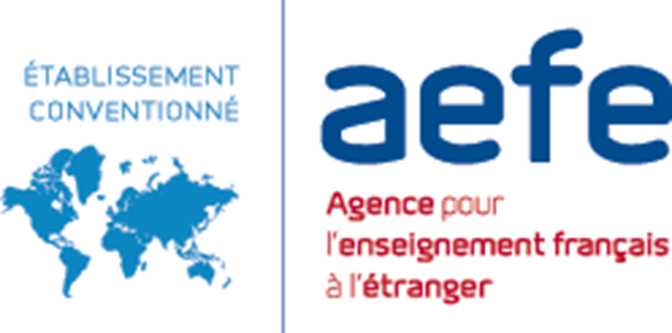 ÉTABLISSEMENT
CONVENTIONNÉ
aefe
Agence pour
l'enseignement français
à l'étranger